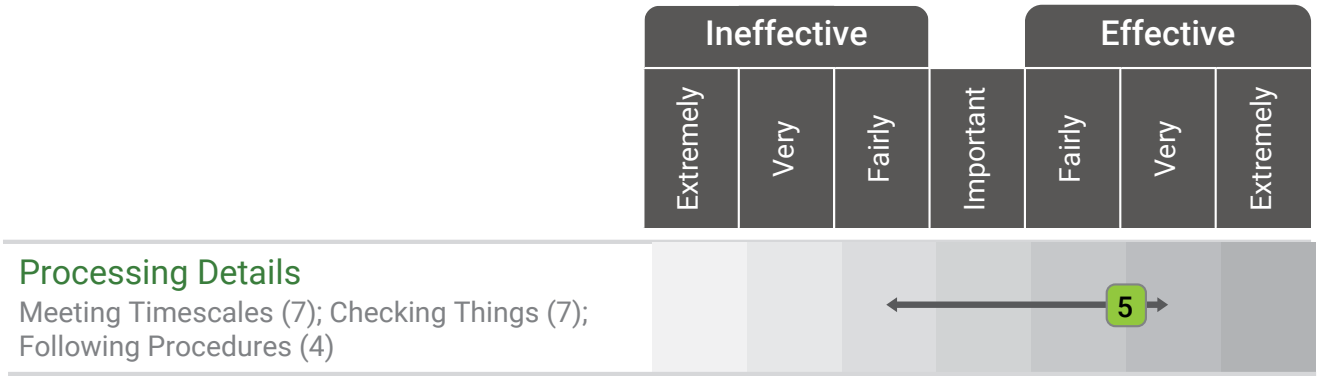 Ineffective
Effective
Extremely
Very
Fairly
Important
Fairly
Very
Extremely
Processing Details
Meeting Timescales (7); Checking Things (7);
Following Procedures (4)
5